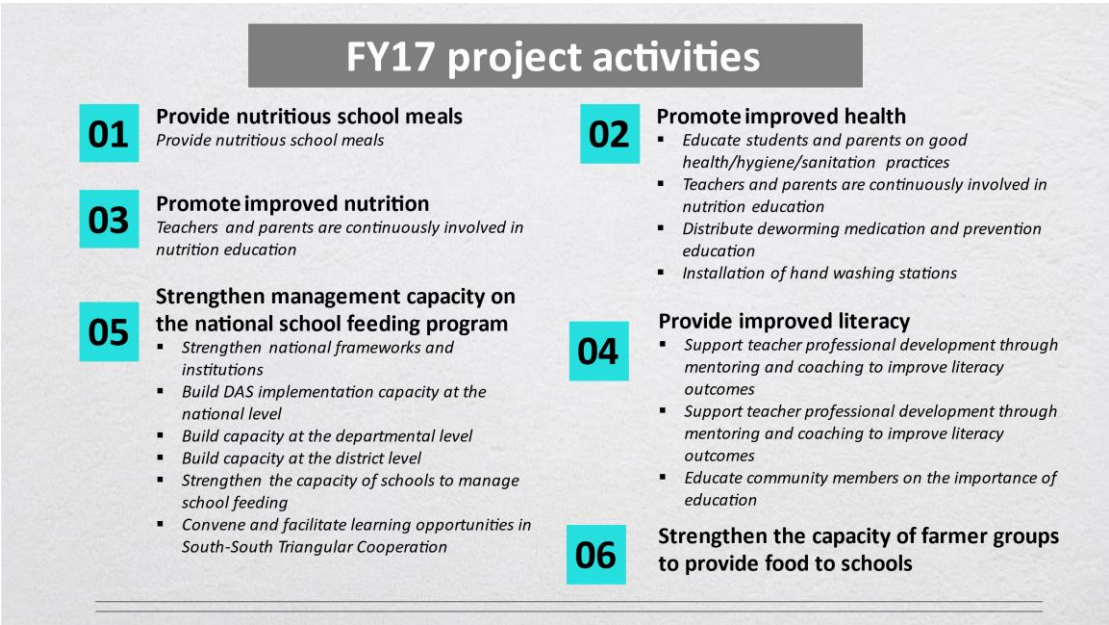 FY17 project activities
01
Provide nutritious school meals
Provide nutritious school meals
02
Promote improved health
▪ Educate students and parents on good
health/hygiene/sanitation practices
▪ Teachers and parents are continuously involved in
nutrition education
▪ Distribute deworming medication and prevention
education
▪ Installation of hand washing stations
03
Promote improved nutrition
Teachers and parents are continuously involved in
nutrition education
04
Provide improved literacy
▪ Support teacher professional development through
mentoring and coaching to improve literacy
outcomes
▪ Support teacher professional development through
mentoring and coaching to improve literacy
outcomes
▪ Educate community members on the importance of
education
05
Strengthen management capacity on
the national school feeding program
▪ Strengthen national frameworks and
institutions
▪ Build DAS implementation capacity at the
national level
▪ Build capacity at the departmental level
▪ Build capacity at the district level
▪ Strengthen the capacity of schools to manage
school feeding
▪ Convene and facilitate learning opportunities in
South-South Triangular Cooperation
06
Strengthen the capacity of farmer groups
to provide food to schools